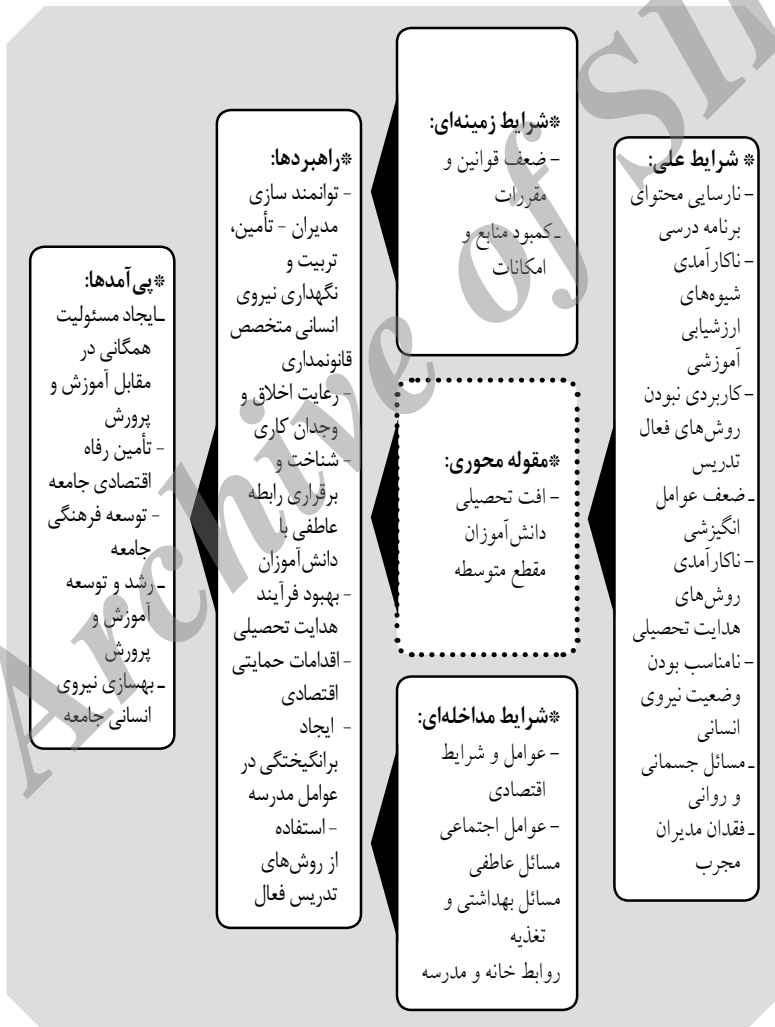 * شرایط علی:
- نارسایی محتوای
برنامه درسی
- ناکارآمدی
شیوه‌های
ارزشیابی
آموزشی
- کاربردی نبودن
روش‌های فعال
تدریس
ـ ضعف عوامل
انگیزشی
- ناکارآمدی
روش‌های
هدایت تحصیلی
- نامناسب بودن
وضعیت نیروی
انسانی
ـ مسائل جسمانی
و روانی
ـ فقدان مدیران
مجرب
*شرایط زمینه‌ای:
- ضعف قوانین و
مقررات
ـ کمبود منابع و
امکانات
*مقوله محوری:
- افت تحصیلی
دانش‌آموزان
مقطع متوسطه
*شرایط مداخله‌ای:
- عوامل و شرایط
اقتصادی
- عوامل اجتماعی
مسائل عاطفی
مسائل بهداشتی و
تغذیه
روابط خانه و مدرسه
*راهبردها:
- توانمند سازی
مدیران - تأمین،
تربیت و
نگهداری نیروی
انسانی متخصص
قانونمداری
- رعایت اخلاق و
وجدان کاری
- شناخت و
برقراری رابطه
عاطفی با
دانش‌آموزان
- بهبود فرآیند
هدایت تحصیلی
- اقدامات حمایتی
اقتصادی
- ایجاد
برانگیختگی در
عوامل مدرسه
- استفاده
از روش‌های
تدریس فعال
*پی‌آمدها:
ـ ایجاد مسئولیت
همگانی در
مقابل آموزش و
پرورش
- تأمین رفاه
اقتصادی جامعه
- توسعه فرهنگی
جامعه
ـ رشد و توسعه
آموزش و
پرورش
ـ بهسازی نیروی
انسانی جامعه
Archive of SI